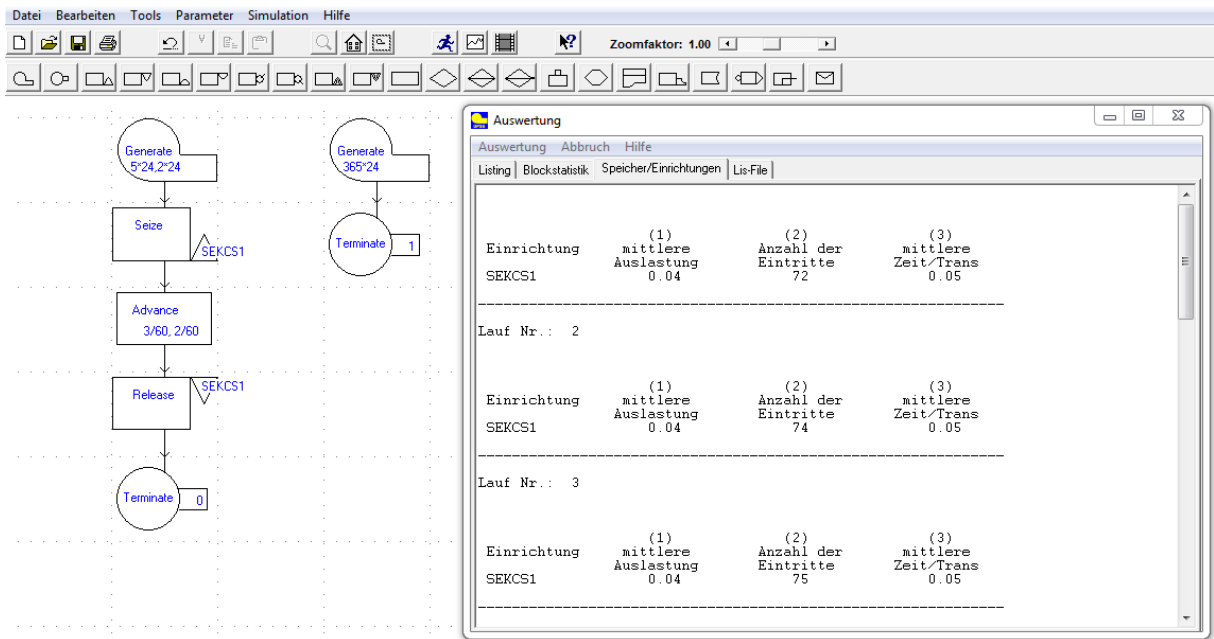 Datei Bearbeiten Tools Parameter Simulation Hilfe
Zoomfaktor: 1.00
Generate
5*24,2*24
Seize
SEKCS1
Advance
3/60, 2/60
Release
SEKCS1
Terminate
0
Generate
365*24
Terminate
1
Auswertung
Auswertung Abbruch Hilfe
Listing Blockstatistik Speicher/Einrichtungen Lis-File
(1) (2) (3)
Einrichtung mittlere Anzahl der mittlere
Auslastung Eintritte Zeit/Trans
SEKCS1 0.04 72 0.05
Lauf Nr.: 2
(1) (2) (3)
Einrichtung mittlere Anzahl der mittlere
Auslastung Eintritte Zeit/Trans
SEKCS1 0.04 74 0.05
Lauf Nr.: 3
(1) (2) (3)
Einrichtung mittlere Anzahl der mittlere
Auslastung Eintritte Zeit/Trans
SEKCS1 0.04 75 0.05